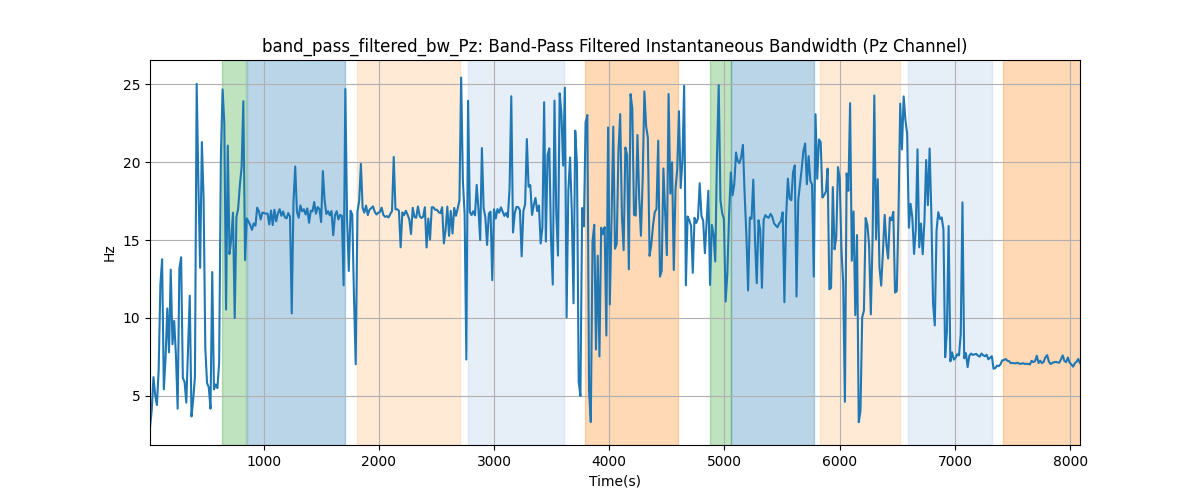 band_pass_filtered_bw_Pz: Band-Pass Filtered Instantaneous Bandwidth (Pz Channel)
25
20
15
10
5
Hz
1000 2000 3000 4000 5000 6000 7000 8000
Time(s)